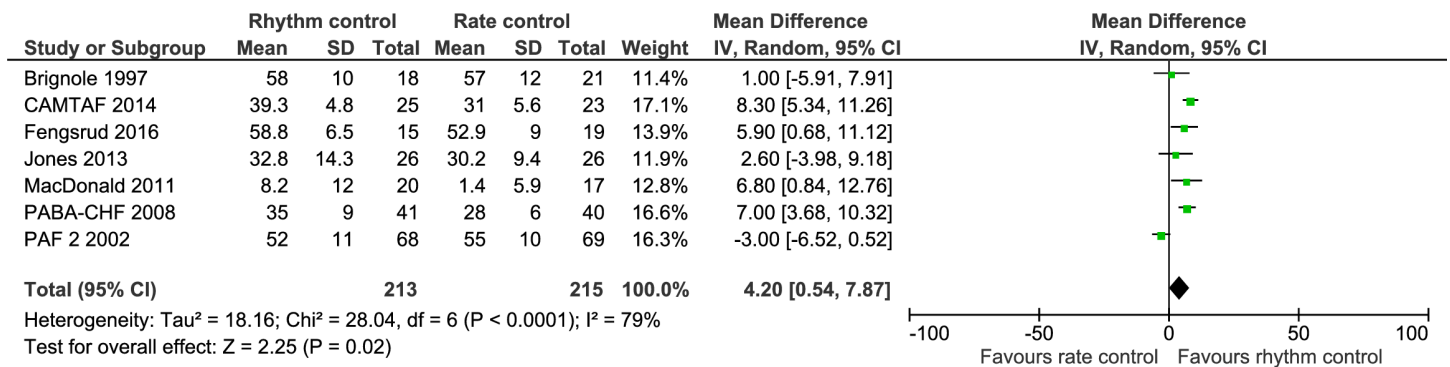 Rhythm control Rate control Mean Difference Mean Difference
Study or Subgroup Mean SD Total Mean SD Total Weight IV, Random, 95% CI IV, Random, 95% CI
Brignole 1997 58 10 18 57 12 21 11.4% 1.00 [-5.91, 7.91]
CAMTAF 2014 39.3 4.8 25 31 5.6 23 17.1% 8.30 [5.34, 11.26]
Fengsrud 2016 58.8 6.5 15 52.9 9 19 13.9% 5.90 [0.68, 11.12]
Jones 2013 32.8 14.3 26 30.2 9.4 26 11.9% 2.60 [-3.98, 9.18]
MacDonald 2011 8.2 12 20 1.4 5.9 17 12.8% 6.80 [0.84, 12.76]
PABA-CHF 2008 35 9 41 28 6 40 16.6% 7.00 [3.68, 10.32]
PAF 2 2002 52 11 68 55 10 69 16.3% -3.00 [-6.52, 0.52]
Total (95% CI) 213 215 100.0% 4.20 [0.54, 7.87]
Heterogeneity: Tau² = 18.16; Chi² = 28.04, df = 6 (P < 0.0001); I² = 79%
Test for overall effect: Z = 2.25 (P = 0.02)
-100 -50 0 50 100
Favours rate control Favours rhythm control